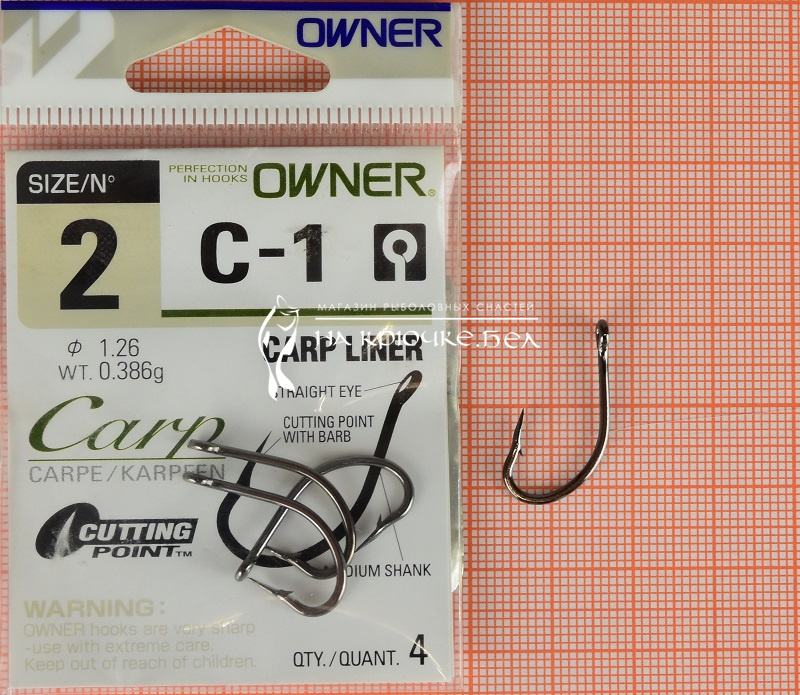 OWNER
PERFECTION
IN HOOKS
OWNER®
SIZE/Nº
2
C-1
МАГАЗИН РЫБОЛОВНЫХ СНАСТЕЙ
НА КРЮЧКЕ.БЕЛ
φ 1.26
WT. 0.386g
CARP LINER
STRAIGHT EYE
CUTTING POINT
WITH BARB
Carp
CARPE/KARPFEN
CUTTING
POINT™
SHANK
WARNING:
OWNER hooks are very sharp
-use with extreme care.
Keep out of reach of children.
QTY./QUANT. 4